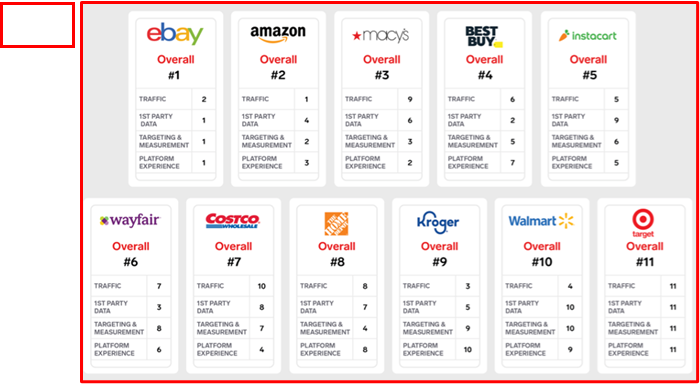 ebay
Overall
#1
TRAFFIC 2
1ST PARTY
DATA 1
TARGETING &
MEASUREMENT 1
PLATFORM
EXPERIENCE 1
amazon
Overall
#2
TRAFFIC 1
1ST PARTY
DATA 4
TARGETING &
MEASUREMENT 2
PLATFORM
EXPERIENCE 3
macy's
Overall
#3
TRAFFIC 9
1ST PARTY
DATA 6
TARGETING &
MEASUREMENT 3
PLATFORM
EXPERIENCE 2
BEST
BUY
Overall
#4
TRAFFIC 6
1ST PARTY
DATA 2
TARGETING &
MEASUREMENT 5
PLATFORM
EXPERIENCE 7
instacart
Overall
#5
TRAFFIC 5
1ST PARTY
DATA 9
TARGETING &
MEASUREMENT 6
PLATFORM
EXPERIENCE 5
wayfair
Overall
#6
TRAFFIC 7
1ST PARTY
DATA 3
TARGETING &
MEASUREMENT 8
PLATFORM
EXPERIENCE 6
COSTCO
WHOLESALE
Overall
#7
TRAFFIC 10
1ST PARTY
DATA 8
TARGETING &
MEASUREMENT 7
PLATFORM
EXPERIENCE 4
THE
HOME
DEPOT
Overall
#8
TRAFFIC 8
1ST PARTY
DATA 7
TARGETING &
MEASUREMENT 4
PLATFORM
EXPERIENCE 8
Kroger
Overall
#9
TRAFFIC 3
1ST PARTY
DATA 5
TARGETING &
MEASUREMENT 9
PLATFORM
EXPERIENCE 10
Walmart
Overall
#10
TRAFFIC 4
1ST PARTY
DATA 10
TARGETING &
MEASUREMENT 10
PLATFORM
EXPERIENCE 9
target
Overall
#11
TRAFFIC 11
1ST PARTY
DATA 11
TARGETING &
MEASUREMENT 11
PLATFORM
EXPERIENCE 11